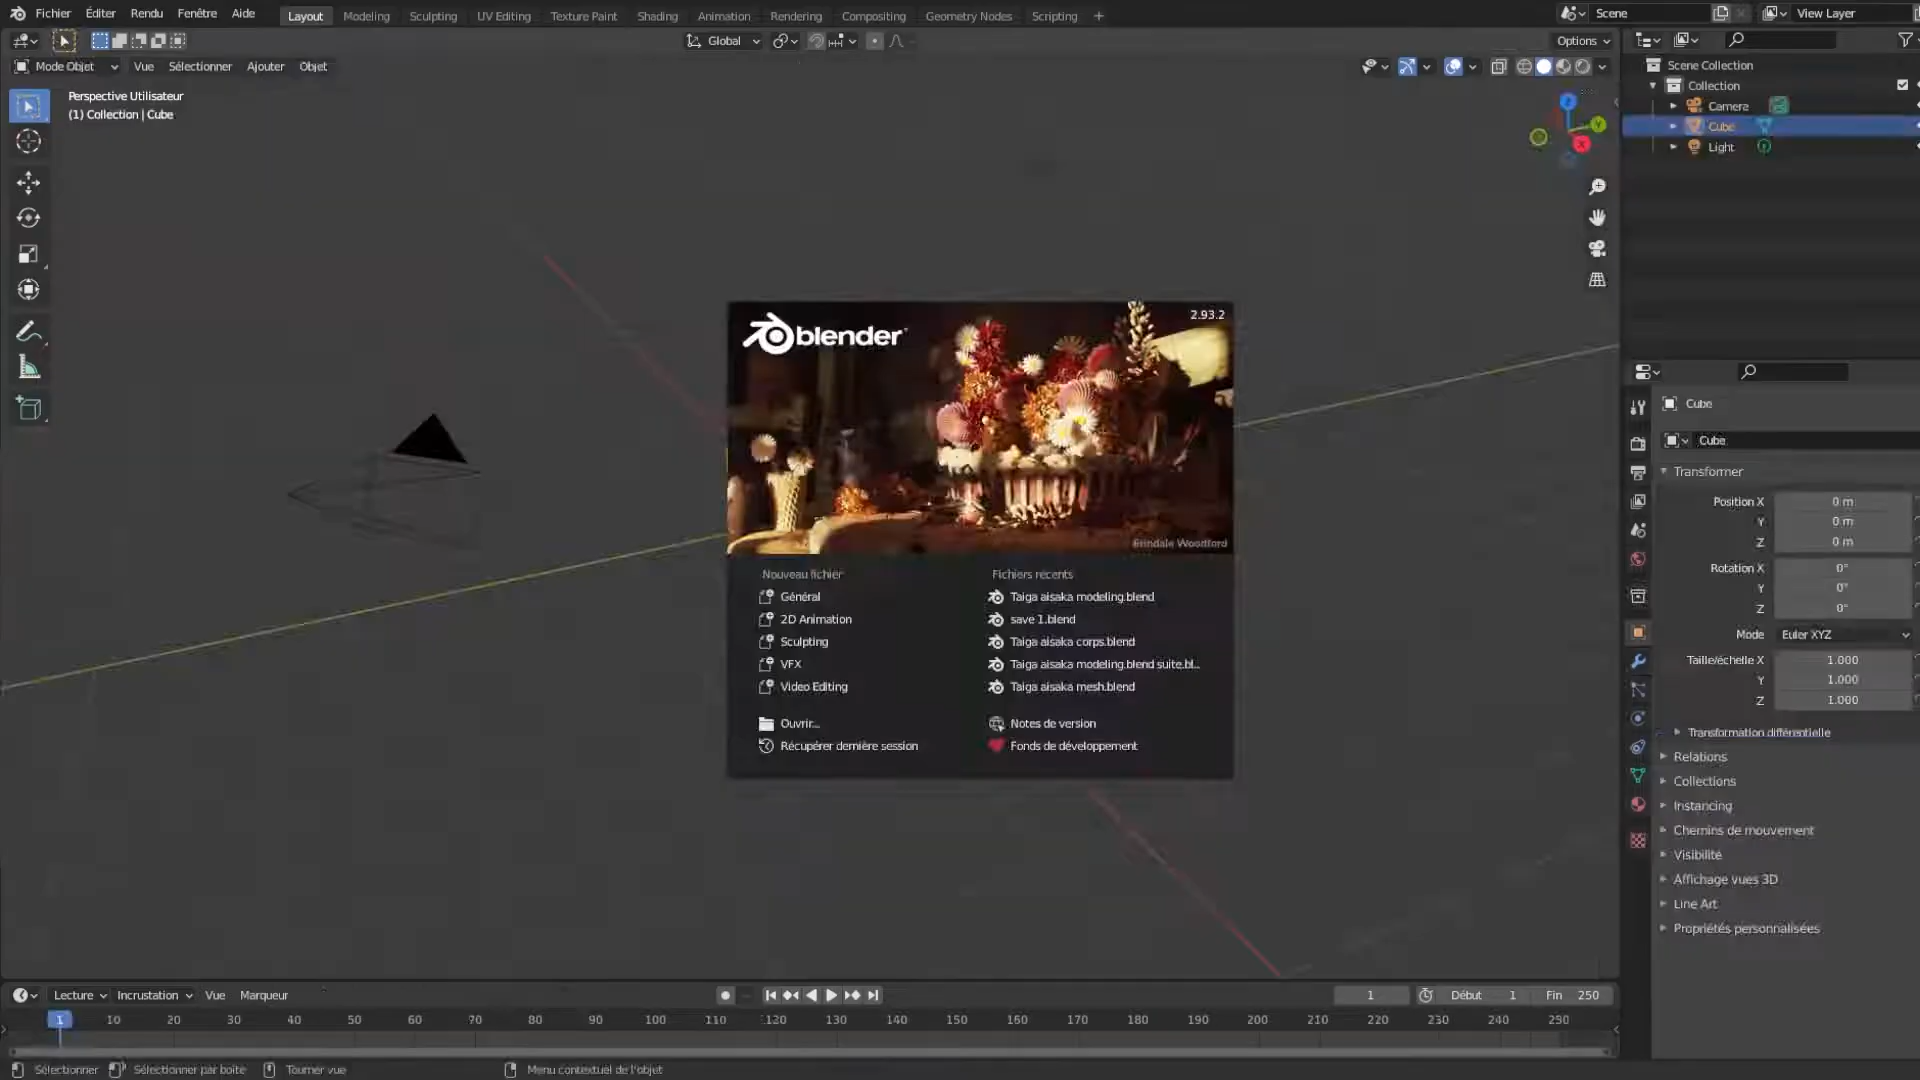 Fichier Éditer Rendu Fenêtre Aide
Layout Modeling Sculpting UV Editing Texture Paint Shading Animation Rendering Compositing Geometry Nodes Scripting +
Scene
View Layer
Global
Options
Mode Objet Vue Sélectionner Ajouter Objet
Perspective Utilisateur
(1) Collection | Cube
Z
Y
X
Scene Collection
Collection
Camera
Cube
Light
blender
2.93.2
Erindale Woodford
Nouveau fichier
Général
2D Animation
Sculpting
VFX
Video Editing
Ouvrir...
Récupérer dernière session
Fichiers récents
Taiga aisaka modeling.blend
save 1.blend
Taiga aisaka corps.blend
Taiga aisaka modeling.blend suite.bl...
Taiga aisaka mesh.blend
Notes de version
Fonds de développement
Cube
Cube
Transformer
Position X 0 m
Y 0 m
Z 0 m
Rotation X 0°
Y 0°
Z 0°
Mode Euler XYZ
Taille/échelle X 1.000
Y 1.000
Z 1.000
Transformation différentielle
Relations
Collections
Instancing
Chemins de mouvement
Visibilité
Affichage vues 3D
Line Art
Propriétés personnalisées
Lecture Incrustation Vue Marqueur
1 Début 1 Fin 250
1 10 20 30 40 50 60 70 80 90 100 110 120 130 140 150 160 170 180 190 200 210 220 230 240 250
Sélectionner Sélectionner par boîte Tourner vue Menu contextuel de l'objet